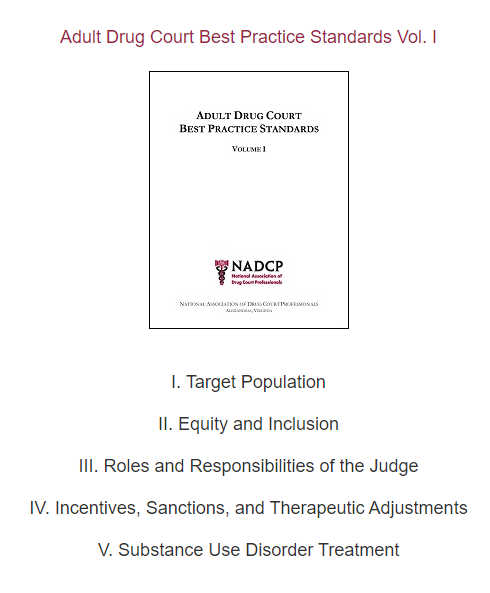 Adult Drug Court Best Practice Standards Vol. I
ADULT DRUG COURT
BEST PRACTICE STANDARDS
VOLUME I
NADCP
National Association of
Drug Court Professionals
NATIONAL ASSOCIATION OF DRUG COURT PROFESSIONALS
ALEXANDRIA, VIRGINIA
I. Target Population
II. Equity and Inclusion
III. Roles and Responsibilities of the Judge
IV. Incentives, Sanctions, and Therapeutic Adjustments
V. Substance Use Disorder Treatment